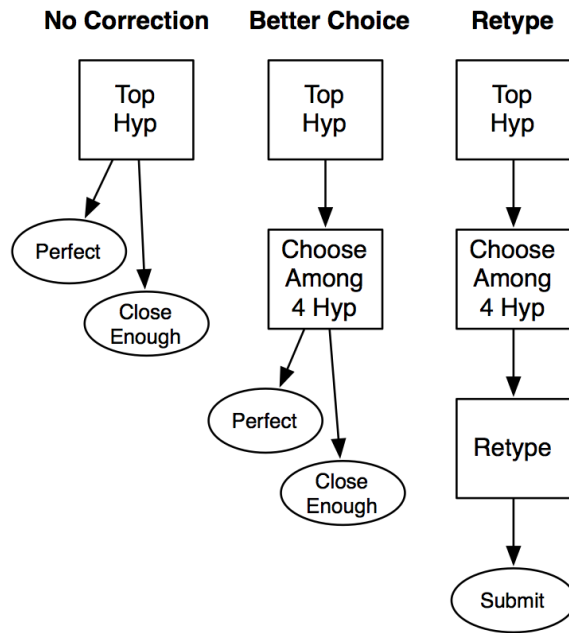 No Correction
Better Choice
Retype
Top
Hyp
Perfect
Close
Enough
Top
Hyp
Choose
Among
4 Hyp
Perfect
Close
Enough
Top
Hyp
Choose
Among
4 Hyp
Retype
Submit